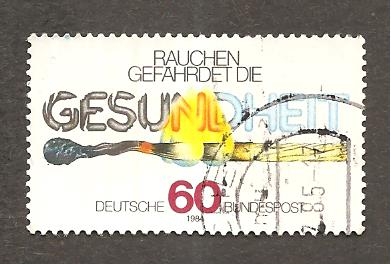 RAUCHEN
GEFÄHRDET DIE
GESUNDHEIT
DEUTSCHE 60 BUNDESPOST
1984